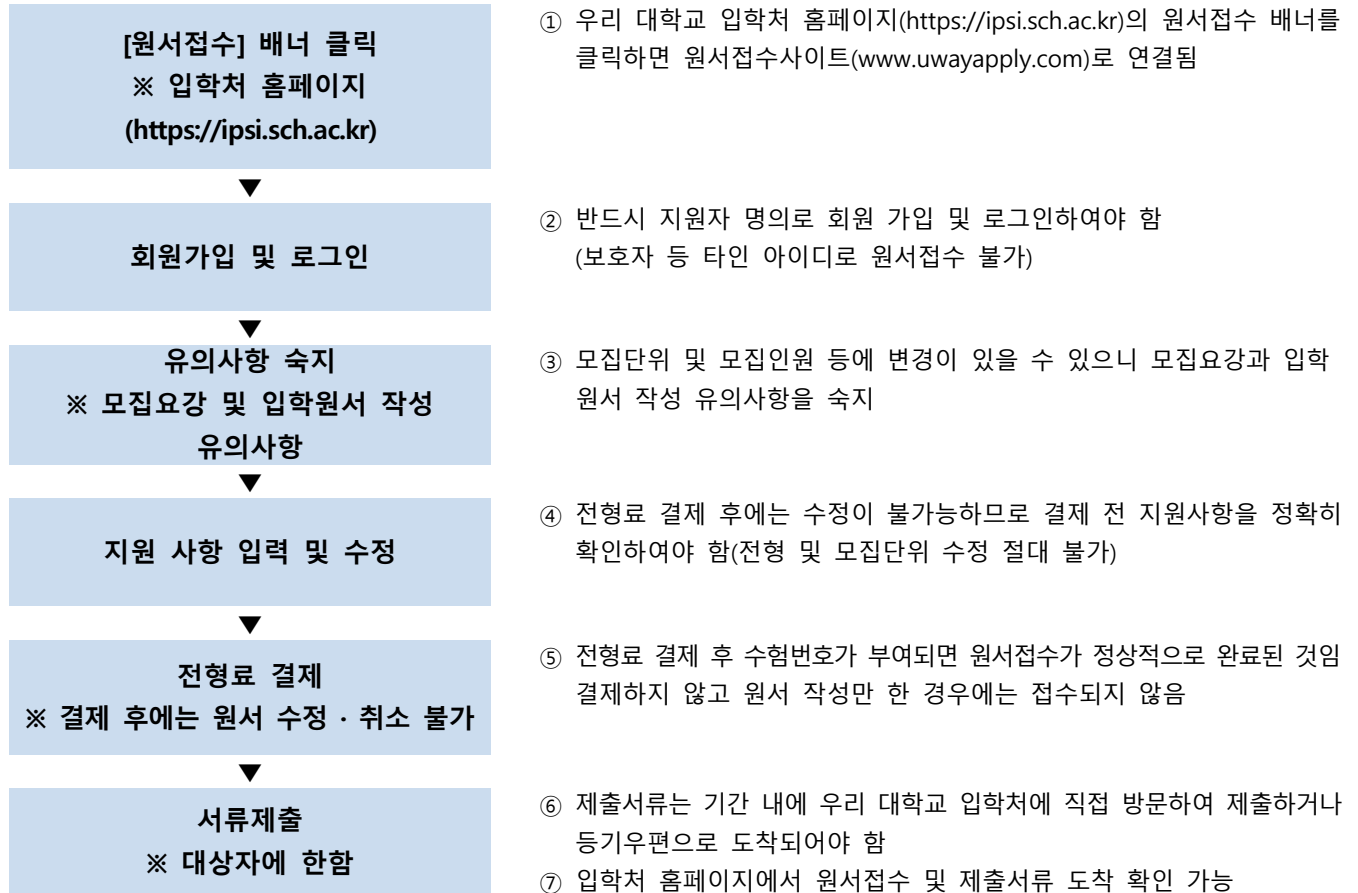 [원서접수] 배너 클릭
※ 입학처 홈페이지
(https://ipsi.sch.ac.kr)
① 우리 대학교 입학처 홈페이지(https://ipsi.sch.ac.kr)의 원서접수 배너를
클릭하면 원서접수사이트(www.uwayapply.com)로 연결됨
▼
회원가입 및 로그인
② 반드시 지원자 명의로 회원 가입 및 로그인하여야 함
(보호자 등 타인 아이디로 원서접수 불가)
▼
유의사항 숙지
※ 모집요강 및 입학원서 작성
유의사항
③ 모집단위 및 모집인원 등에 변경이 있을 수 있으니 모집요강과 입학
원서 작성 유의사항을 숙지
▼
지원 사항 입력 및 수정
④ 전형료 결제 후에는 수정이 불가능하므로 결제 전 지원사항을 정확히
확인하여야 함(전형 및 모집단위 수정 절대 불가)
▼
전형료 결제
※ 결제 후에는 원서 수정 · 취소 불가
⑤ 전형료 결제 후 수험번호가 부여되면 원서접수가 정상적으로 완료된 것임
결제하지 않고 원서 작성만 한 경우에는 접수되지 않음
▼
서류제출
※ 대상자에 한함
⑥ 제출서류는 기간 내에 우리 대학교 입학처에 직접 방문하여 제출하거나
등기우편으로 도착되어야 함
⑦ 입학처 홈페이지에서 원서접수 및 제출서류 도착 확인 가능